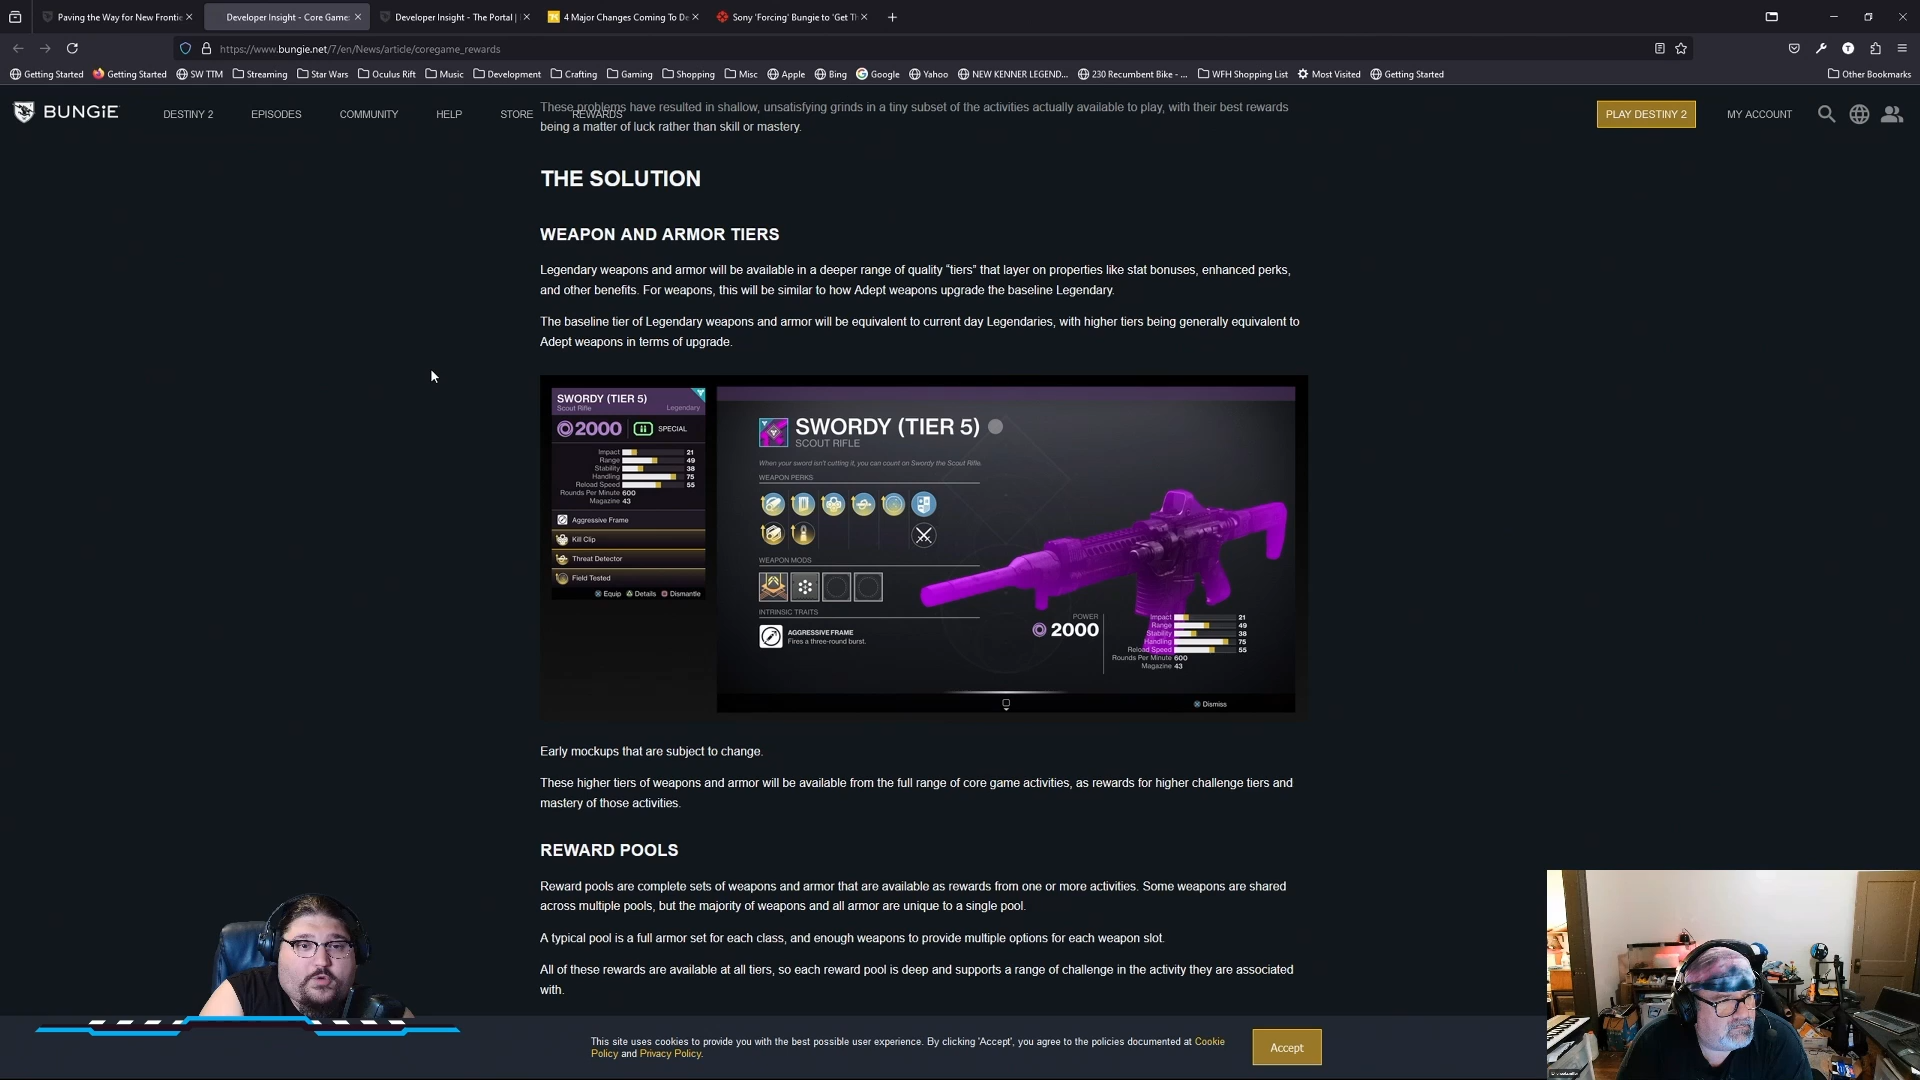 Paving the Way for New Frontie
Developer Insight - Core Game:
Developer Insight - The Portal |
4 Major Changes Coming To De
Sony 'Forcing' Bungie to 'Get Th
https://www.bungie.net/7/en/News/article/coregame_rewards
Getting Started
Getting Started
SW TTM
Streaming
Star Wars
Oculus Rift
Music
Development
Crafting
Gaming
Shopping
Misc
Apple
Bing
Google
Yahoo
NEW KENNER LEGEND...
230 Recumbent Bike - ...
WFH Shopping List
Most Visited
Getting Started
Other Bookmarks
BUNGiE
DESTINY 2
EPISODES
COMMUNITY
HELP
STORE
REWARDS
PLAY DESTINY 2
MY ACCOUNT
These problems have resulted in shallow, unsatisfying grinds in a tiny subset of the activities actually available to play, with their best rewards
being a matter of luck rather than skill or mastery.
THE SOLUTION
WEAPON AND ARMOR TIERS
Legendary weapons and armor will be available in a deeper range of quality “tiers” that layer on properties like stat bonuses, enhanced perks,
and other benefits. For weapons, this will be similar to how Adept weapons upgrade the baseline Legendary.
The baseline tier of Legendary weapons and armor will be equivalent to current day Legendaries, with higher tiers being generally equivalent to
Adept weapons in terms of upgrade.
SWORDY (TIER 5)
Scout Rifle
Legendary
2000
SPECIAL
Impact 21
Range 49
Stability 38
Handling 75
Reload Speed 55
Rounds Per Minute 600
Magazine 43
Aggressive Frame
Kill Clip
Threat Detector
Field Tested
Equip
Details
Dismantle
SWORDY (TIER 5)
SCOUT RIFLE
When your sword isn't cutting it, you can count on Swordy the Scout Rifle.
WEAPON PERKS
WEAPON MODS
INTRINSIC TRAITS
AGGRESSIVE FRAME
Fires a three-round burst.
POWER
2000
Impact 21
Range 49
Stability 38
Handling 75
Reload Speed 55
Rounds Per Minute 600
Magazine 43
Dismiss
Early mockups that are subject to change.
These higher tiers of weapons and armor will be available from the full range of core game activities, as rewards for higher challenge tiers and
mastery of those activities.
REWARD POOLS
Reward pools are complete sets of weapons and armor that are available as rewards from one or more activities. Some weapons are shared
across multiple pools, but the majority of weapons and all armor are unique to a single pool.
A typical pool is a full armor set for each class, and enough weapons to provide multiple options for each weapon slot.
All of these rewards are available at all tiers, so each reward pool is deep and supports a range of challenge in the activity they are associated
with.
This site uses cookies to provide you with the best possible user experience. By clicking 'Accept', you agree to the policies documented at Cookie
Policy and Privacy Policy.
Accept